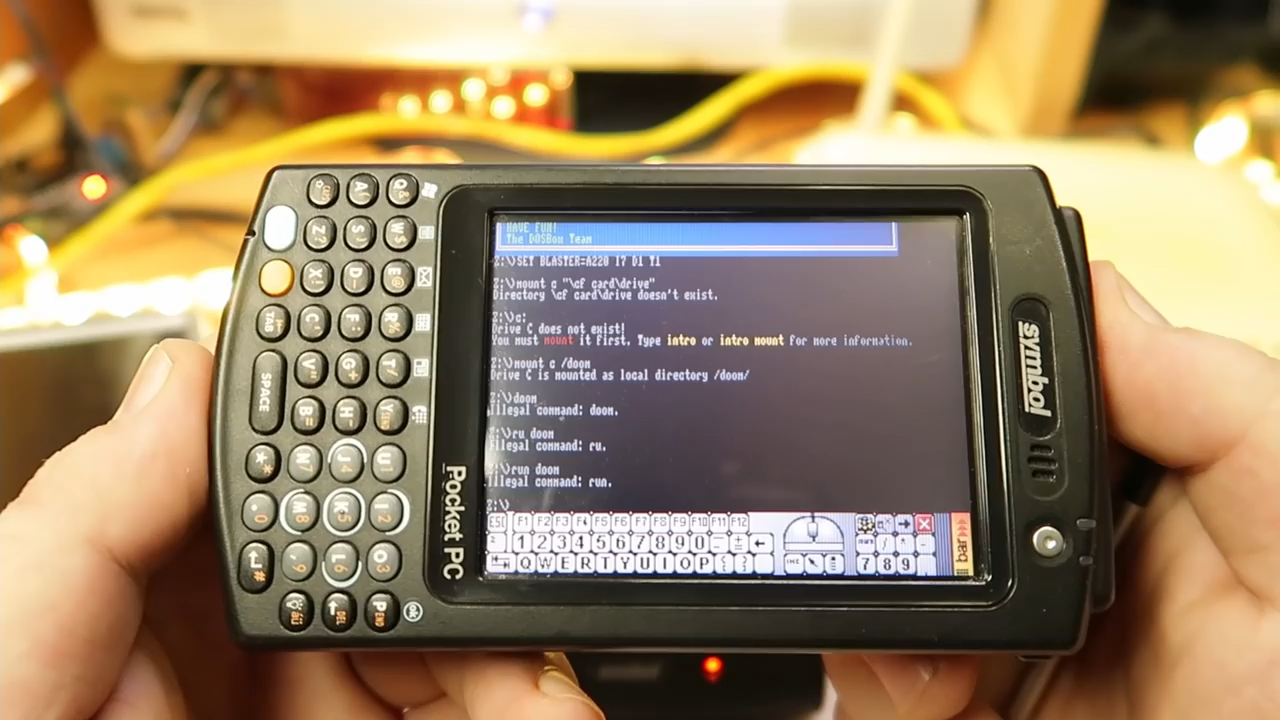 HAVE FUN!
The DOSBox Team
Z:\>SET BLASTER=A220 I7 D1 T1
Z:\>mount c "\cf card\drive"
Directory \cf card\drive doesn't exist.
Z:\>c:
Drive C does not exist!
You must mount it first. Type intro or intro mount for more information.
Z:\>mount c /doom
Drive C is mounted as local directory /doom/
Z:\>doom
Illegal command: doom.
Z:\>ru doom
Illegal command: ru.
Z:\>run doom
Illegal command: run.
Z:\>
ESC F1 F2 F3 F4 F5 F6 F7 F8 F9 F10 F11 F12
1 2 3 4 5 6 7 8 9 0 - =
Q W E R T Y U I O P
7 8 9
bar
symbol
Pocket PC
Q A
W S Z
E D X
R F C TAB
T G V
Y H B SPACE
U J N
I K M
O L
P DEL
END
ok